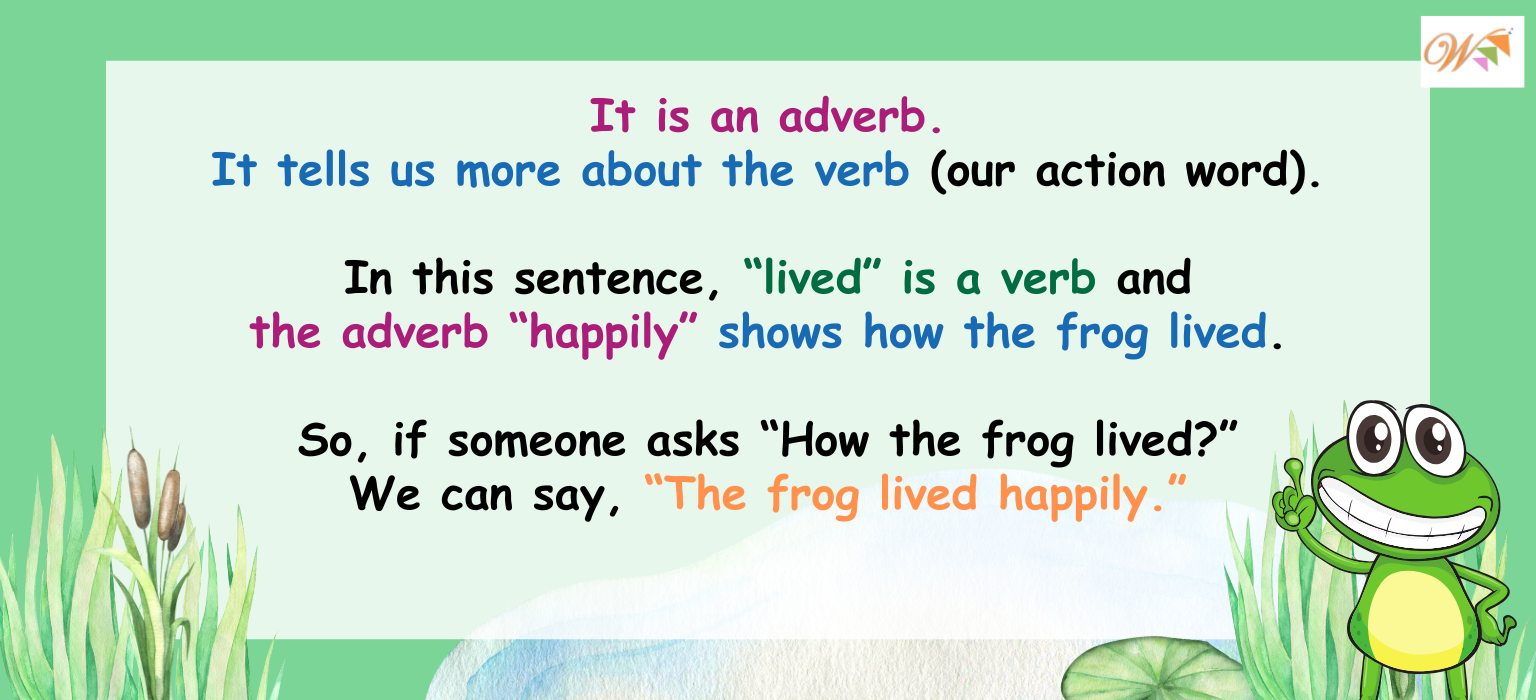 W
It is an adverb.
It tells us more about the verb (our action word).
In this sentence, “lived” is a verb and
the adverb “happily” shows how the frog lived.
So, if someone asks “How the frog lived?”
We can say, “The frog lived happily.”